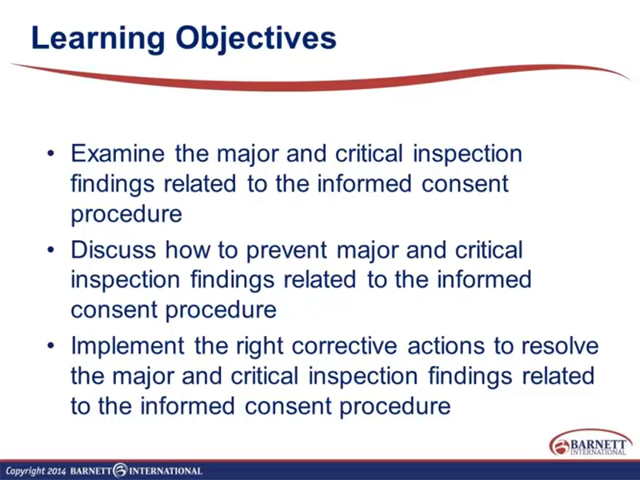 Learning Objectives
• Examine the major and critical inspection
findings related to the informed consent
procedure
• Discuss how to prevent major and critical
inspection findings related to the informed
consent procedure
• Implement the right corrective actions to resolve
the major and critical inspection findings related
to the informed consent procedure
BARNETT
INTERNATIONAL
Copyright 2014 BARNETT INTERNATIONAL